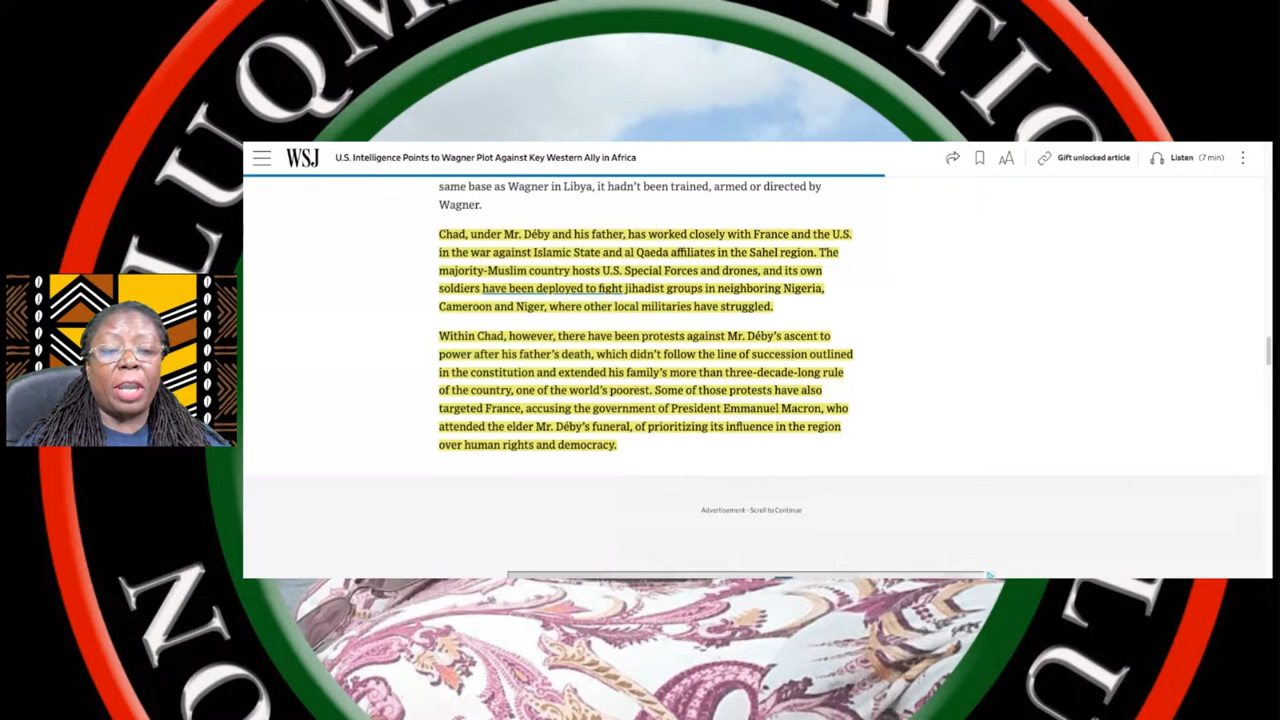 LUQM
ATIO
WSJ
U.S. Intelligence Points to Wagner Plot Against Key Western Ally in Africa
Gift unlocked article
Listen (7 min)
same base as Wagner in Libya, it hadn't been trained, armed or directed by
Wagner.
Chad, under Mr. Déby and his father, has worked closely with France and the U.S.
in the war against Islamic State and al Qaeda affiliates in the Sahel region. The
majority-Muslim country hosts U.S. Special Forces and drones, and its own
soldiers have been deployed to fight jihadist groups in neighboring Nigeria,
Cameroon and Niger, where other local militaries have struggled.
Within Chad, however, there have been protests against Mr. Déby's ascent to
power after his father's death, which didn't follow the line of succession outlined
in the constitution and extended his family's more than three-decade-long rule
of the country, one of the world's poorest. Some of those protests have also
targeted France, accusing the government of President Emmanuel Macron, who
attended the elder Mr. Déby's funeral, of prioritizing its influence in the region
over human rights and democracy.
Advertisement - Scroll to Continue